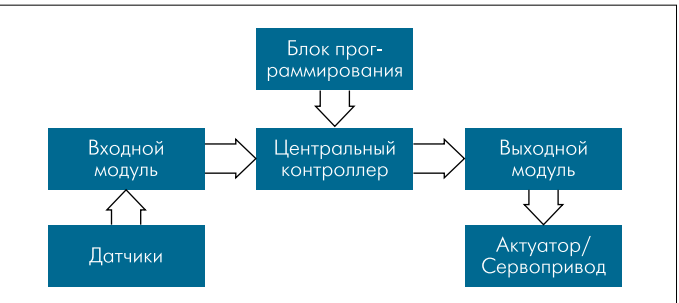 Блок прог-
раммирования
Входной
модуль
Центральный
контроллер
Выходной
модуль
Датчики
Актуатор/
Сервопривод